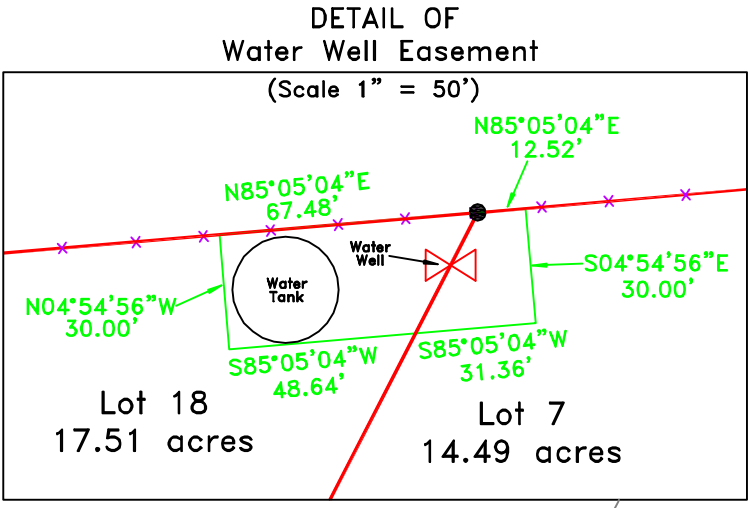 DETAIL OF
Water Well Easement
(Scale 1” = 50’)
N85°05’04”E
12.52’
N85°05’04”E
67.48’
Water
Well
S04°54’56”E
30.00’
Water
Tank
N04°54’56”W
30.00’
S85°05’04”W
48.64’
S85°05’04”W
31.36’
Lot 18
17.51 acres
Lot 7
14.49 acres